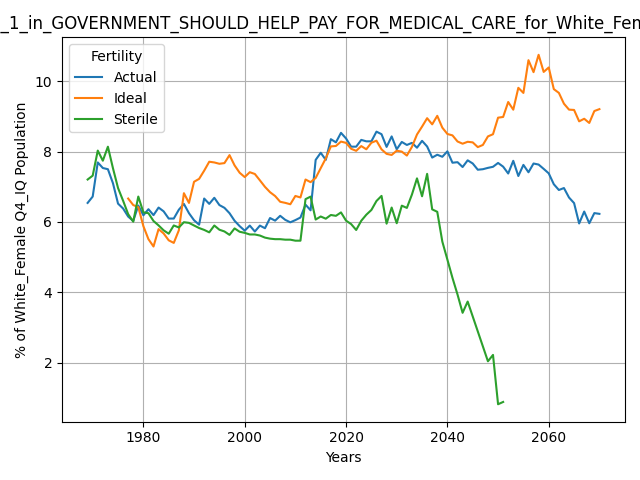 _1_in_GOVERNMENT_SHOULD_HELP_PAY_FOR_MEDICAL_CARE_for_White_Fem
% of White_Female Q4_IQ Population
Fertility
Actual
Ideal
Sterile
10
8
6
4
2
1980
2000
2020
2040
2060
Years